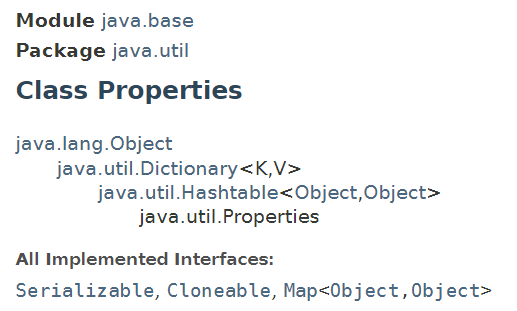 Module java.base
Package java.util
Class Properties
java.lang.Object
java.util.Dictionary<K,V>
java.util.Hashtable<Object,Object>
java.util.Properties
All Implemented Interfaces:
Serializable, Cloneable, Map<Object,Object>